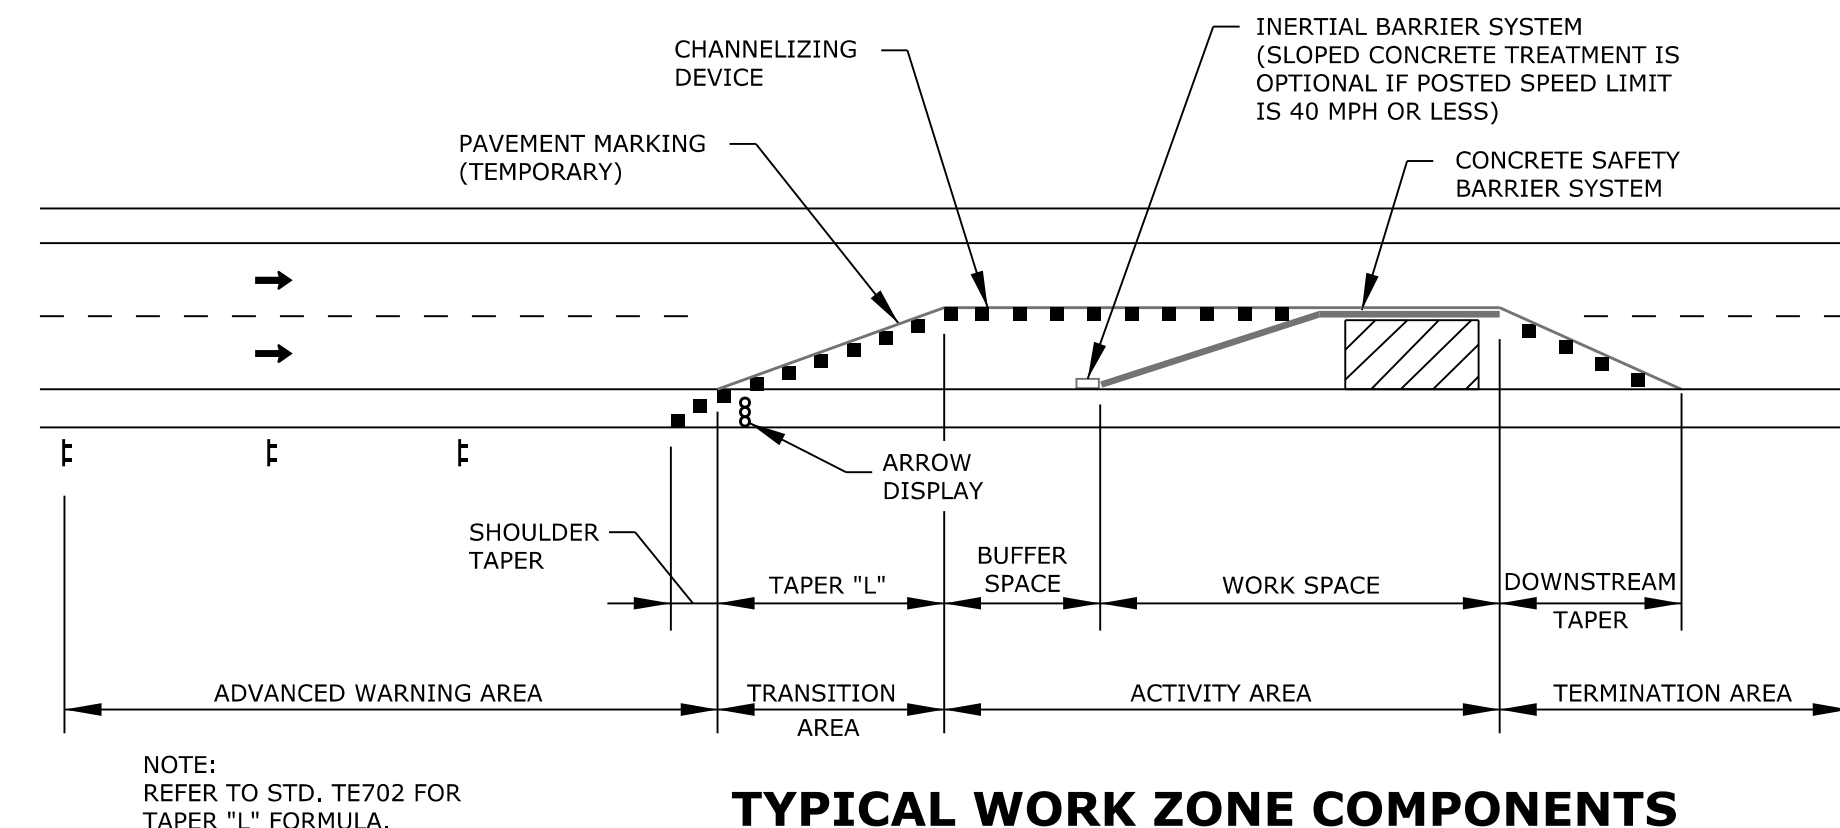 INERTIAL BARRIER SYSTEM
(SLOPED CONCRETE TREATMENT IS
OPTIONAL IF POSTED SPEED LIMIT
IS 40 MPH OR LESS)
CHANNELIZING
DEVICE
PAVEMENT MARKING
(TEMPORARY)
CONCRETE SAFETY
BARRIER SYSTEM
ARROW
DISPLAY
SHOULDER
TAPER
TAPER "L"
BUFFER
SPACE
WORK SPACE
DOWNSTREAM
TAPER
ADVANCED WARNING AREA
TRANSITION
AREA
ACTIVITY AREA
TERMINATION AREA
NOTE:
REFER TO STD. TE702 FOR
TAPER "L" FORMULA.
TYPICAL WORK ZONE COMPONENTS